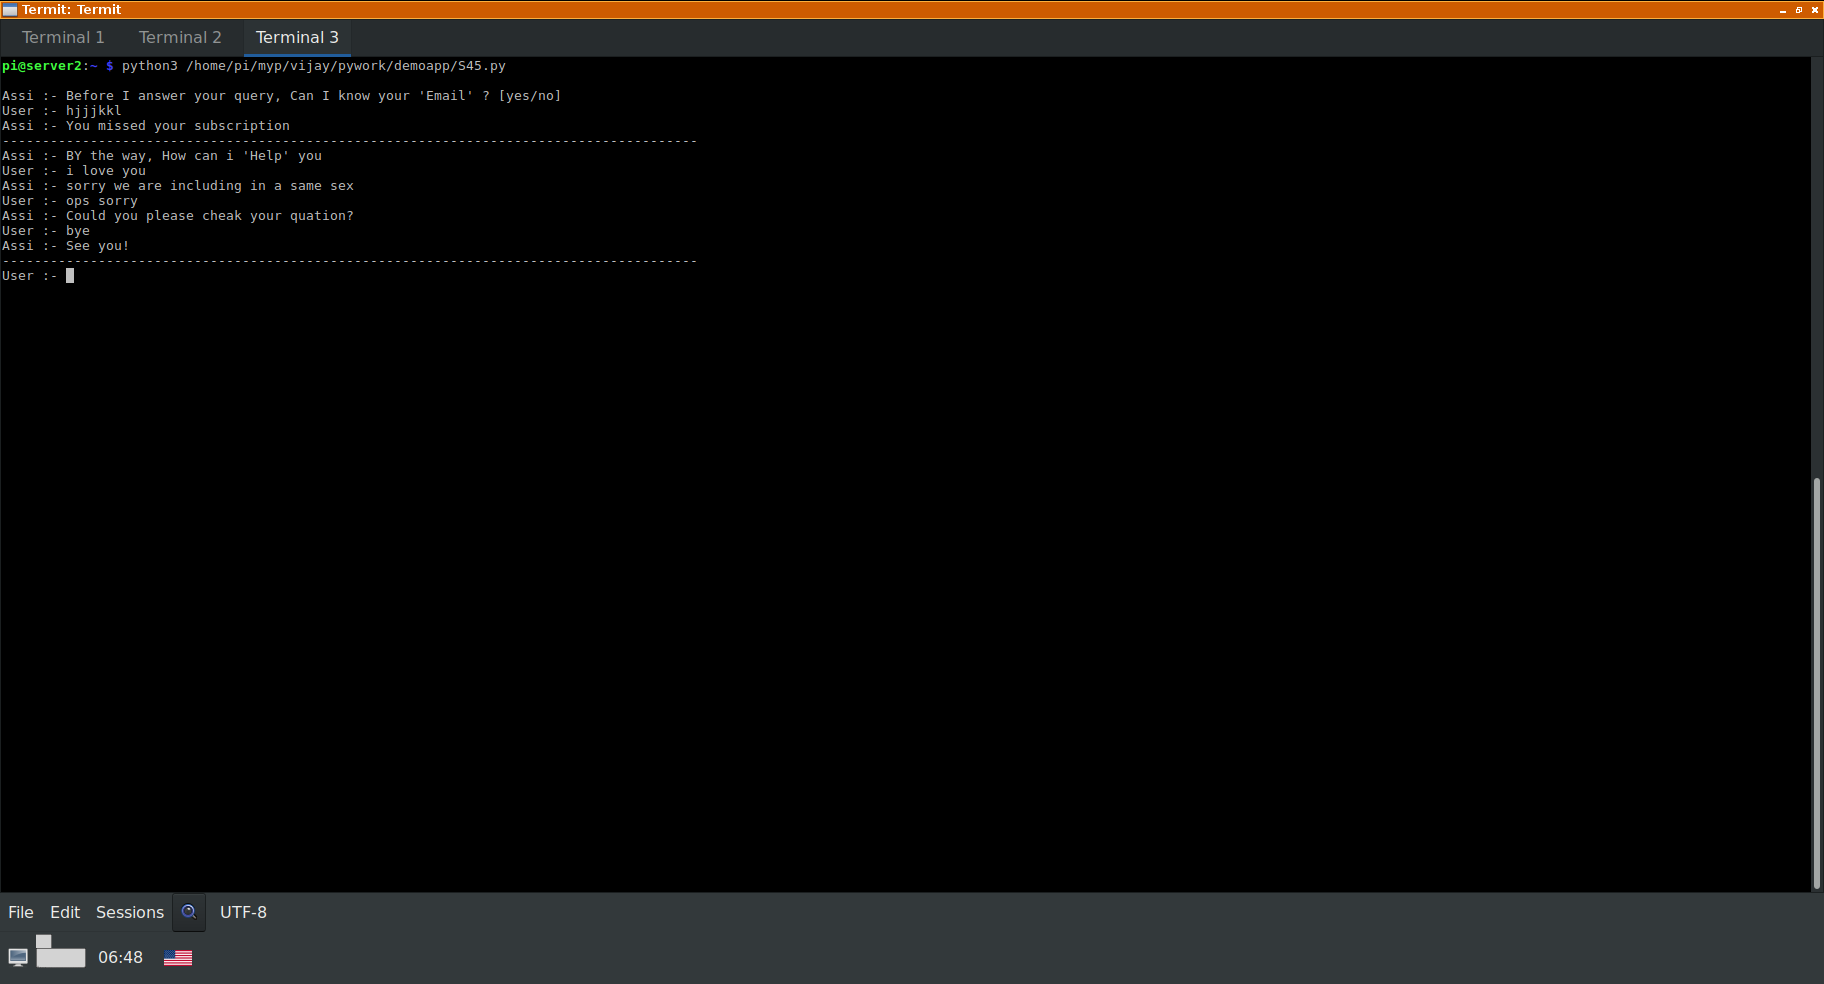 Termit: Termit
Terminal 1 Terminal 2 Terminal 3
pi@server2:~ $ python3 /home/pi/myp/vijay/pywork/demoapp/S45.py
Assi :- Before I answer your query, Can I know your 'Email' ? [yes/no]
User :- hjjjkkl
Assi :- You missed your subscription
---------------------------------------------------------------------------------------
Assi :- BY the way, How can i 'Help' you
User :- i love you
Assi :- sorry we are including in a same sex
User :- ops sorry
Assi :- Could you please cheak your quation?
User :- bye
Assi :- See you!
---------------------------------------------------------------------------------------
User :-
File Edit Sessions UTF-8
06:48